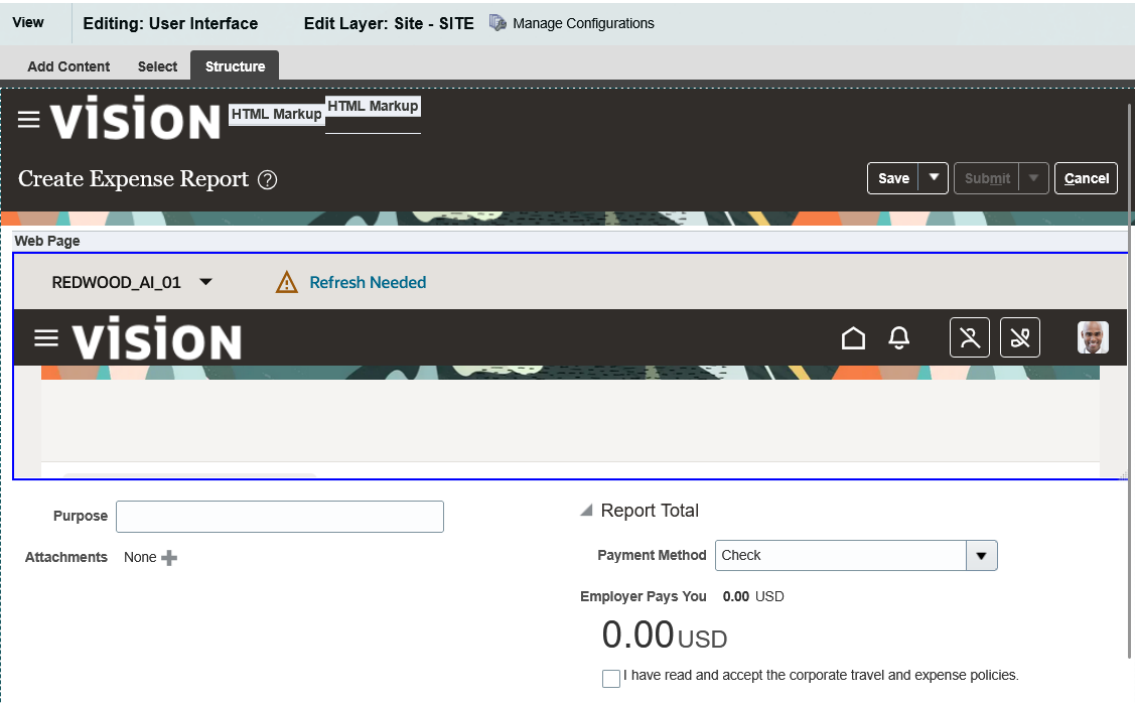 View Editing: User Interface Edit Layer: Site - SITE Manage Configurations
Add Content Select Structure
vision HTML Markup HTML Markup
Create Expense Report ? Save Submit Cancel
Web Page
REDWOOD_AI_01 Refresh Needed
vision
Purpose
Attachments None
Report Total
Payment Method Check
Employer Pays You 0.00 USD
0.00 USD
I have read and accept the corporate travel and expense policies.